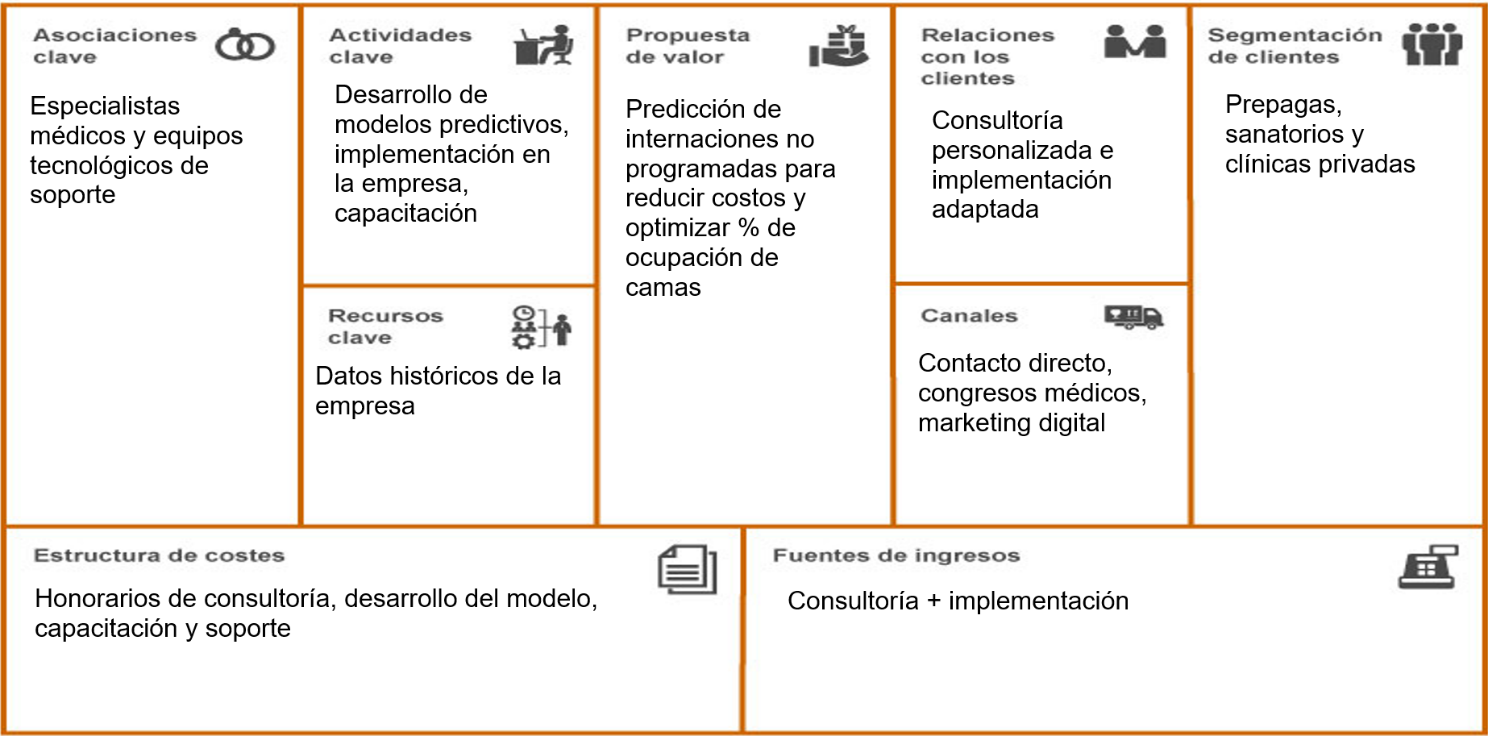 Asociaciones
clave
Especialistas
médicos y equipos
tecnológicos de
soporte
Actividades
clave
Desarrollo de
modelos predictivos,
implementación en
la empresa,
capacitación
Recursos
clave
Datos históricos de la
empresa
Propuesta
de valor
Predicción de
internaciones no
programadas para
reducir costos y
optimizar % de
ocupación de
camas
Relaciones
con los
clientes
Consultoría
personalizada e
implementación
adaptada
Canales
Contacto directo,
congresos médicos,
marketing digital
Segmentación
de clientes
Prepagas,
sanatorios y
clínicas privadas
Estructura de costes
Honorarios de consultoría, desarrollo del modelo,
capacitación y soporte
Fuentes de ingresos
Consultoría + implementación